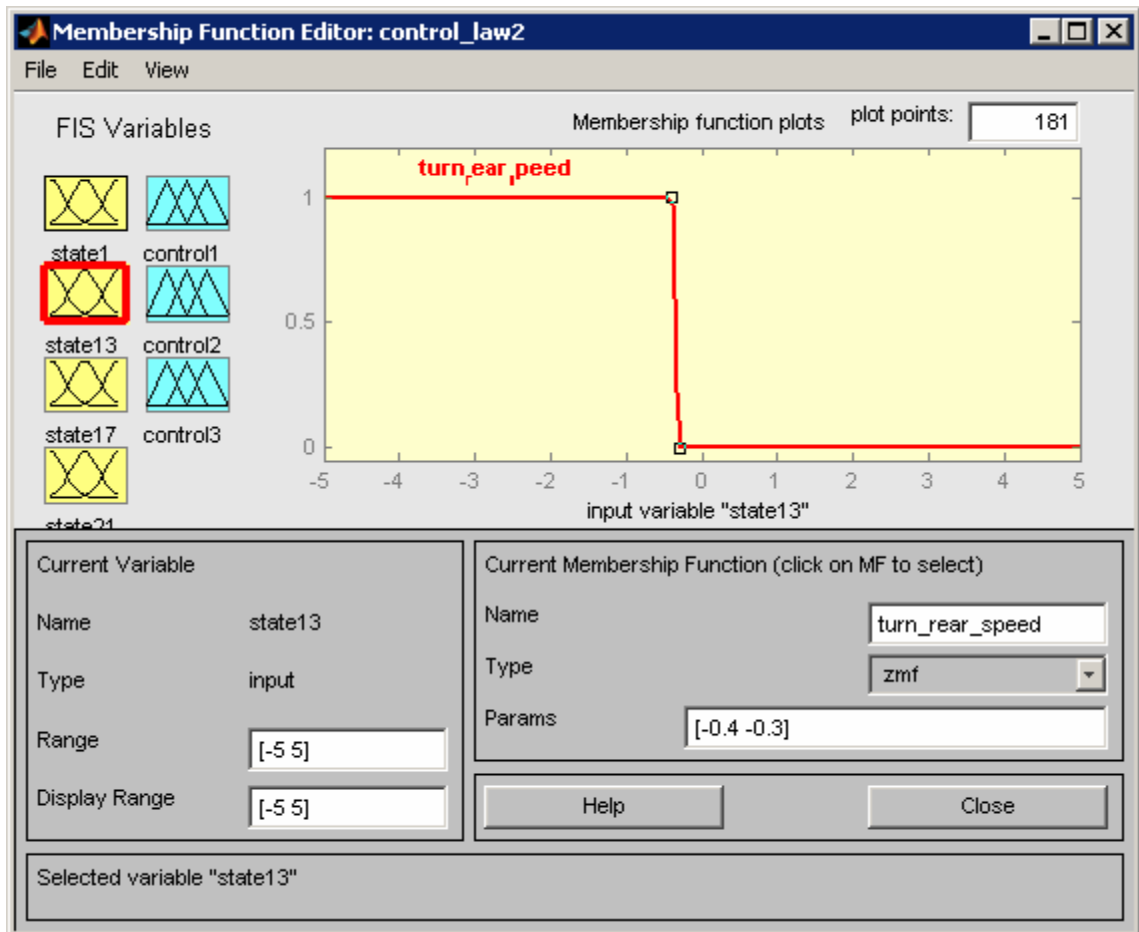 Membership Function Editor: control_law2
File Edit View
FIS Variables
Membership function plots plot points: 181
turn_rear_speed
state1 control1
state13 control2
state17 control3
state21
1
0.5
0
-5 -4 -3 -2 -1 0 1 2 3 4 5
input variable "state13"
Current Variable
Name state13
Type input
Range [-5 5]
Display Range [-5 5]
Current Membership Function (click on MF to select)
Name turn_rear_speed
Type zmf
Params [-0.4 -0.3]
Help Close
Selected variable "state13"